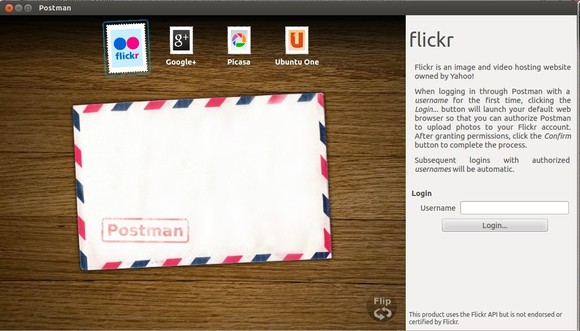 Postman
flickr
g+
Google+
Picasa
Ubuntu One
Postman
Flip
flickr
Flickr is an image and video hosting website
owned by Yahoo!
When logging in through Postman with a
username for the first time, clicking the
Login... button will launch your default web
browser so that you can authorize Postman
to upload photos to your Flickr account.
After granting permissions, click the Confirm
button to complete the process.
Subsequent logins with authorized
usernames will be automatic.
Login
Username
Login...
This product uses the Flickr API but is not endorsed or
certified by Flickr.